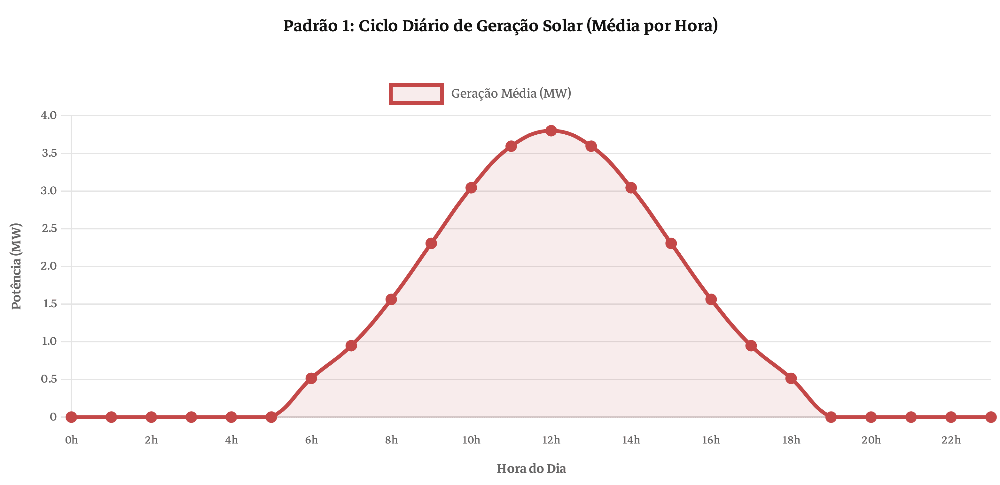 Padrão 1: Ciclo Diário de Geração Solar (Média por Hora)
Geração Média (MW)
4.0
3.5
3.0
2.5
2.0
1.5
1.0
0.5
0
Potência (MW)
0h 2h 4h 6h 8h 10h 12h 14h 16h 18h 20h 22h
Hora do Dia